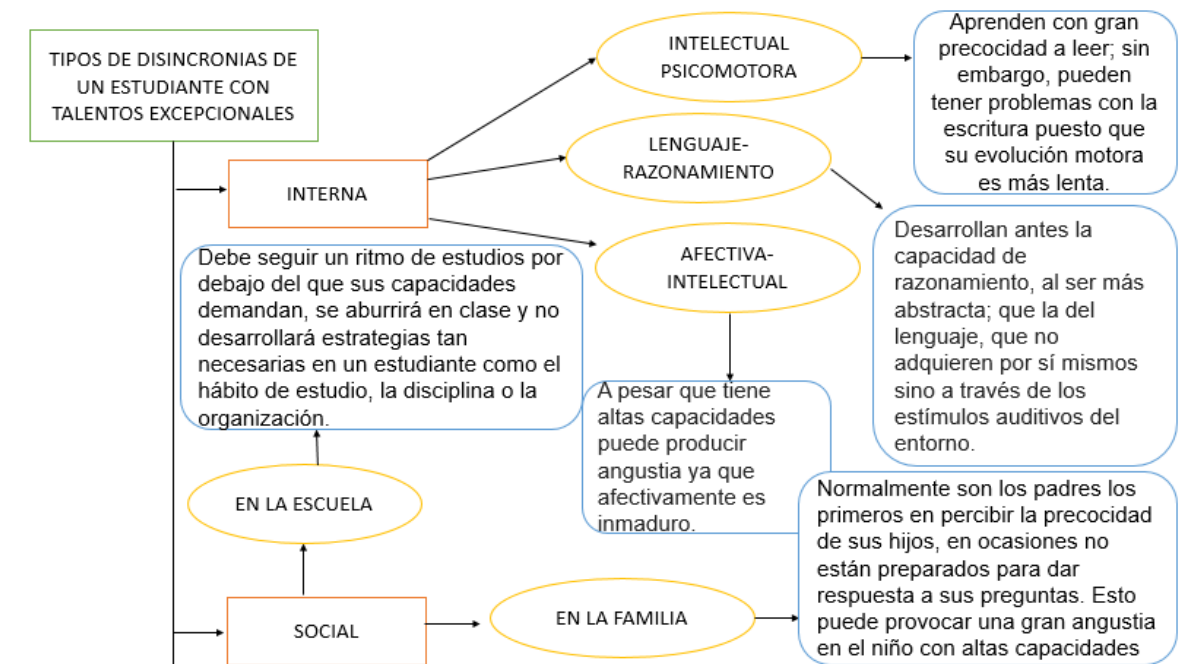 TIPOS DE DISINCRONIAS DE
UN ESTUDIANTE CON
TALENTOS EXCEPCIONALES
INTERNA
INTELECTUAL
PSICOMOTORA
Aprenden con gran
precocidad a leer; sin
embargo, pueden
tener problemas con la
escritura puesto que
su evolución motora
es más lenta.
LENGUAJE-
RAZONAMIENTO
Desarrollan antes la
capacidad de
razonamiento, al ser más
abstracta; que la del
lenguaje, que no
adquieren por sí mismos
sino a través de los
estímulos auditivos del
entorno.
AFECTIVA-
INTELECTUAL
A pesar que tiene
altas capacidades
puede producir
angustia ya que
afectivamente es
inmaduro.
Debe seguir un ritmo de estudios por
debajo del que sus capacidades
demandan, se aburrirá en clase y no
desarrollará estrategias tan
necesarias en un estudiante como el
hábito de estudio, la disciplina o la
organización.
EN LA ESCUELA
SOCIAL
EN LA FAMILIA
Normalmente son los padres los
primeros en percibir la precocidad
de sus hijos, en ocasiones no
están preparados para dar
respuesta a sus preguntas. Esto
puede provocar una gran angustia
en el niño con altas capacidades